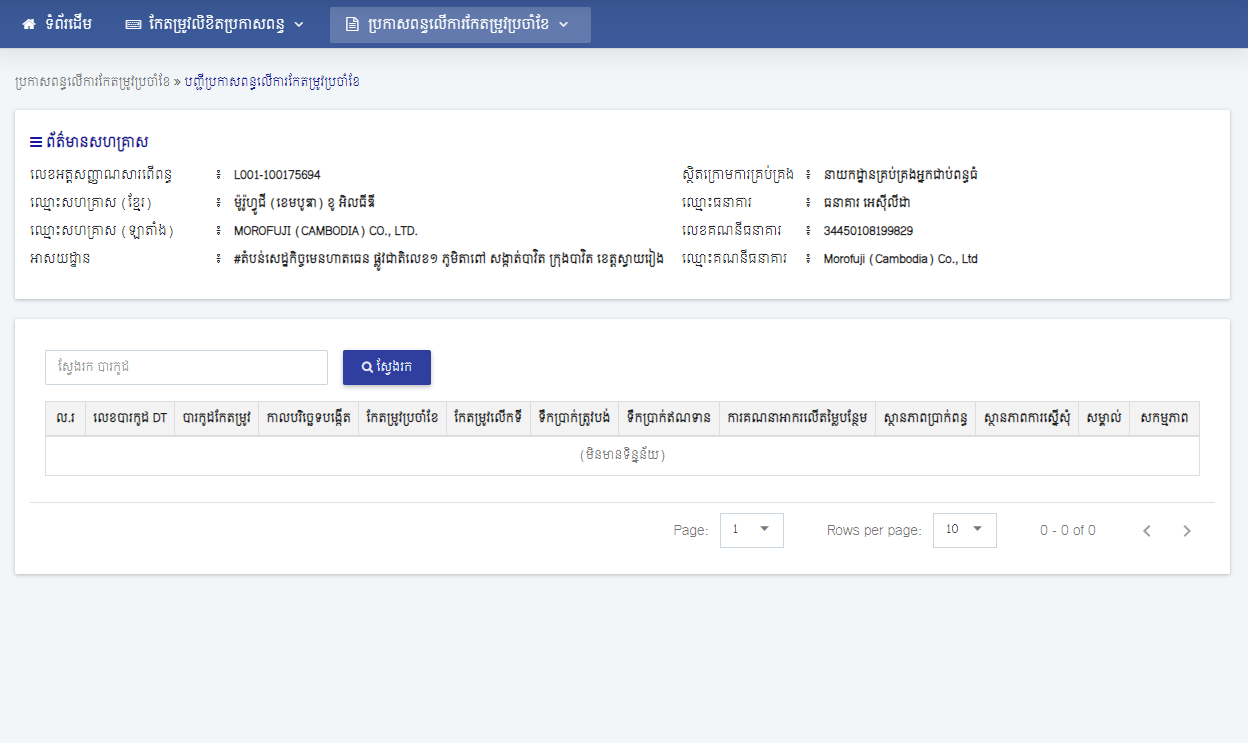 ទំព័រដើម កែតម្រូវលិខិតប្រកាសពន្ធ ប្រកាសពន្ធលើការកែតម្រូវប្រចាំខែ
ប្រកាសពន្ធលើការកែតម្រូវប្រចាំខែ » បញ្ជីប្រកាសពន្ធលើការកែតម្រូវប្រចាំខែ
ព័ត៌មានសហគ្រាស
លេខអត្តសញ្ញាណសារពើពន្ធ ៖ L001-100175694 ស្ថិតក្រោមការគ្រប់គ្រង ៖ នាយកដ្ឋានគ្រប់គ្រងអ្នកជាប់ពន្ធធំ
ឈ្មោះសហគ្រាស (ខ្មែរ) ៖ ម៉ូរ៉ូហ្វូជី (ខេមបូឌា) ខូ អិលធីឌី ឈ្មោះធនាគារ ៖ ធនាគារ អេស៊ីលីដា
ឈ្មោះសហគ្រាស (ឡាតាំង) ៖ MOROFUJI (CAMBODIA) CO., LTD. លេខគណនីធនាគារ ៖ 34450108199829
អាសយដ្ឋាន ៖ #តំបន់សេដ្ឋកិច្ចមេនហាតធេន ផ្លូវជាតិលេខ១ ភូមិតាពៅ សង្កាត់បាវិត ក្រុងបាវិត ខេត្តស្វាយរៀង ឈ្មោះគណនីធនាគារ ៖ Morofuji (Cambodia) Co., Ltd
ស្វែងរក បារកូដ ស្វែងរក
ល.រ លេខបារកូដ DT បារកូដកែតម្រូវ កាលបរិច្ឆេទបង្កើត កែតម្រូវប្រចាំខែ កែតម្រូវលើកទី ទឹកប្រាក់ត្រូវបង់ ទឹកប្រាក់ឥណទាន ការគណនាអាករលើតម្លៃបន្ថែម ស្ថានភាពប្រាក់ពន្ធ ស្ថានភាពការស្នើសុំ សម្គាល់ សកម្មភាព
(មិនមានទិន្នន័យ)
Page: 1 Rows per page: 10 0 - 0 of 0